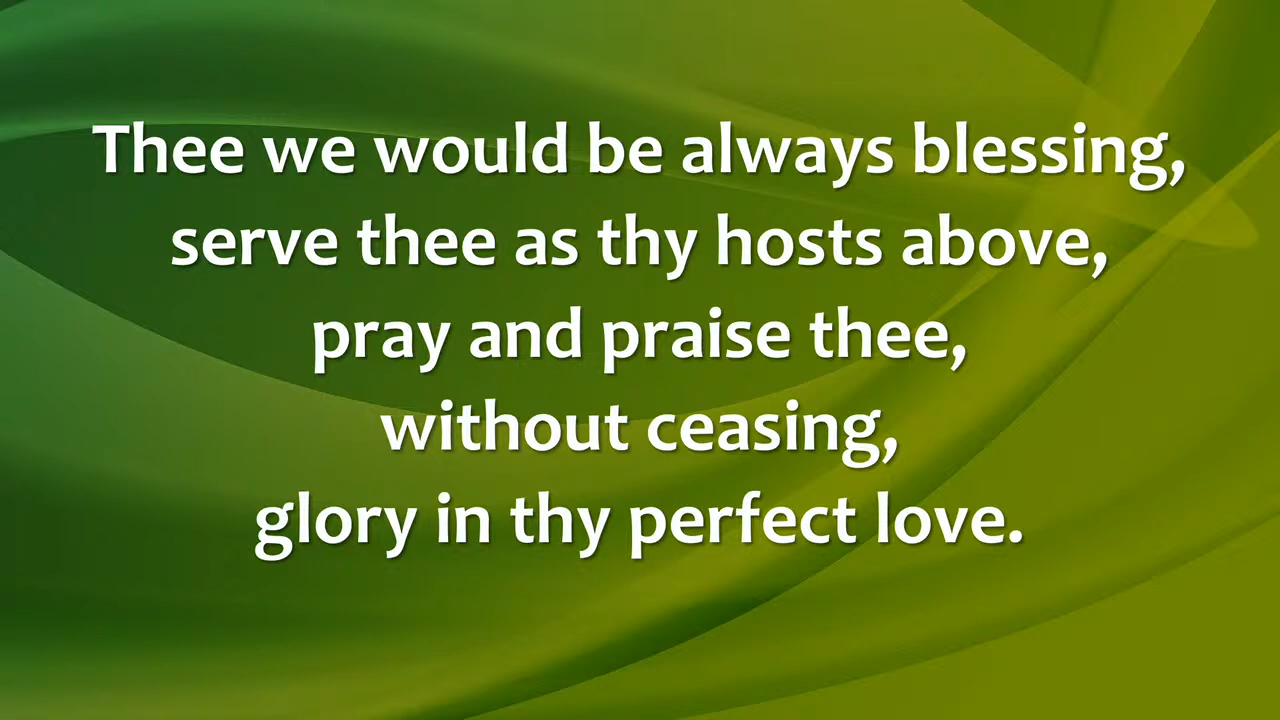 Thee we would be always blessing,
serve thee as thy hosts above,
pray and praise thee,
without ceasing,
glory in thy perfect love.